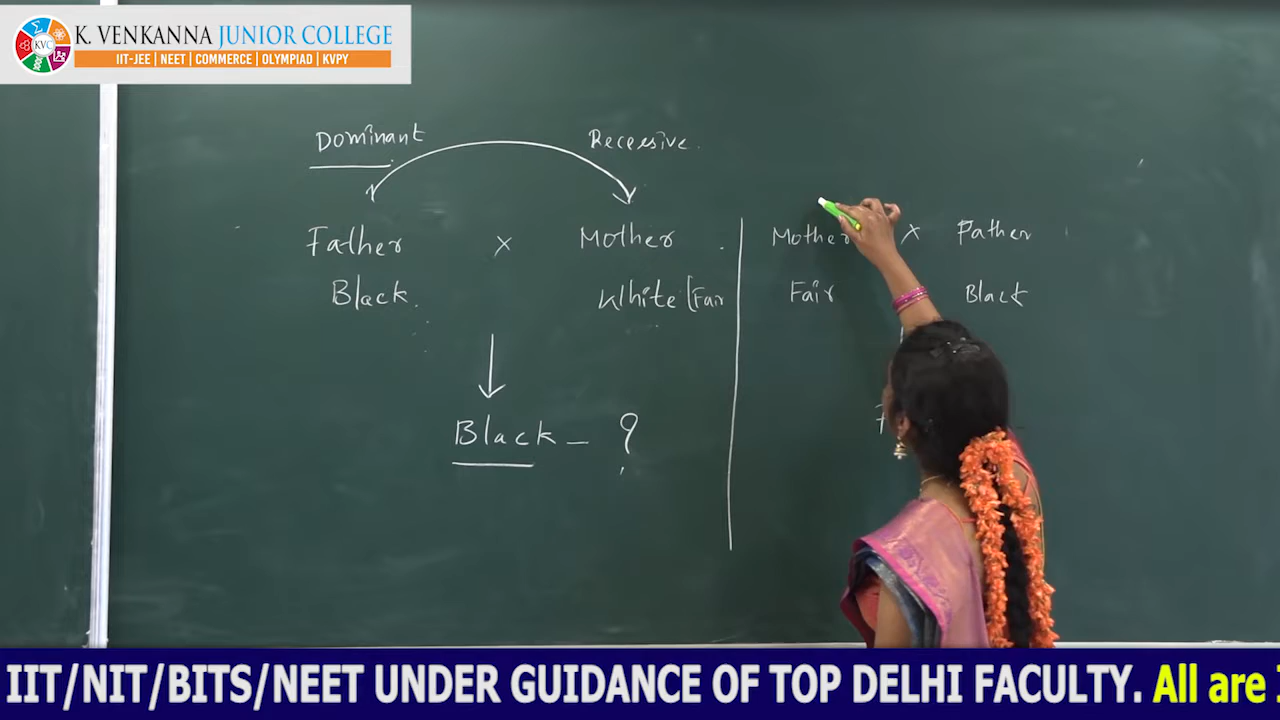 K. VENKANNA JUNIOR COLLEGE
IIT-JEE | NEET | COMMERCE | OLYMPIAD | KVPY
KVC
Dominant Recessive.
Father x Mother
Black. White (Fair
Black – ?
Mother x Father
Fair Black
IIT/NIT/BITS/NEET UNDER GUIDANCE OF TOP DELHI FACULTY. All are